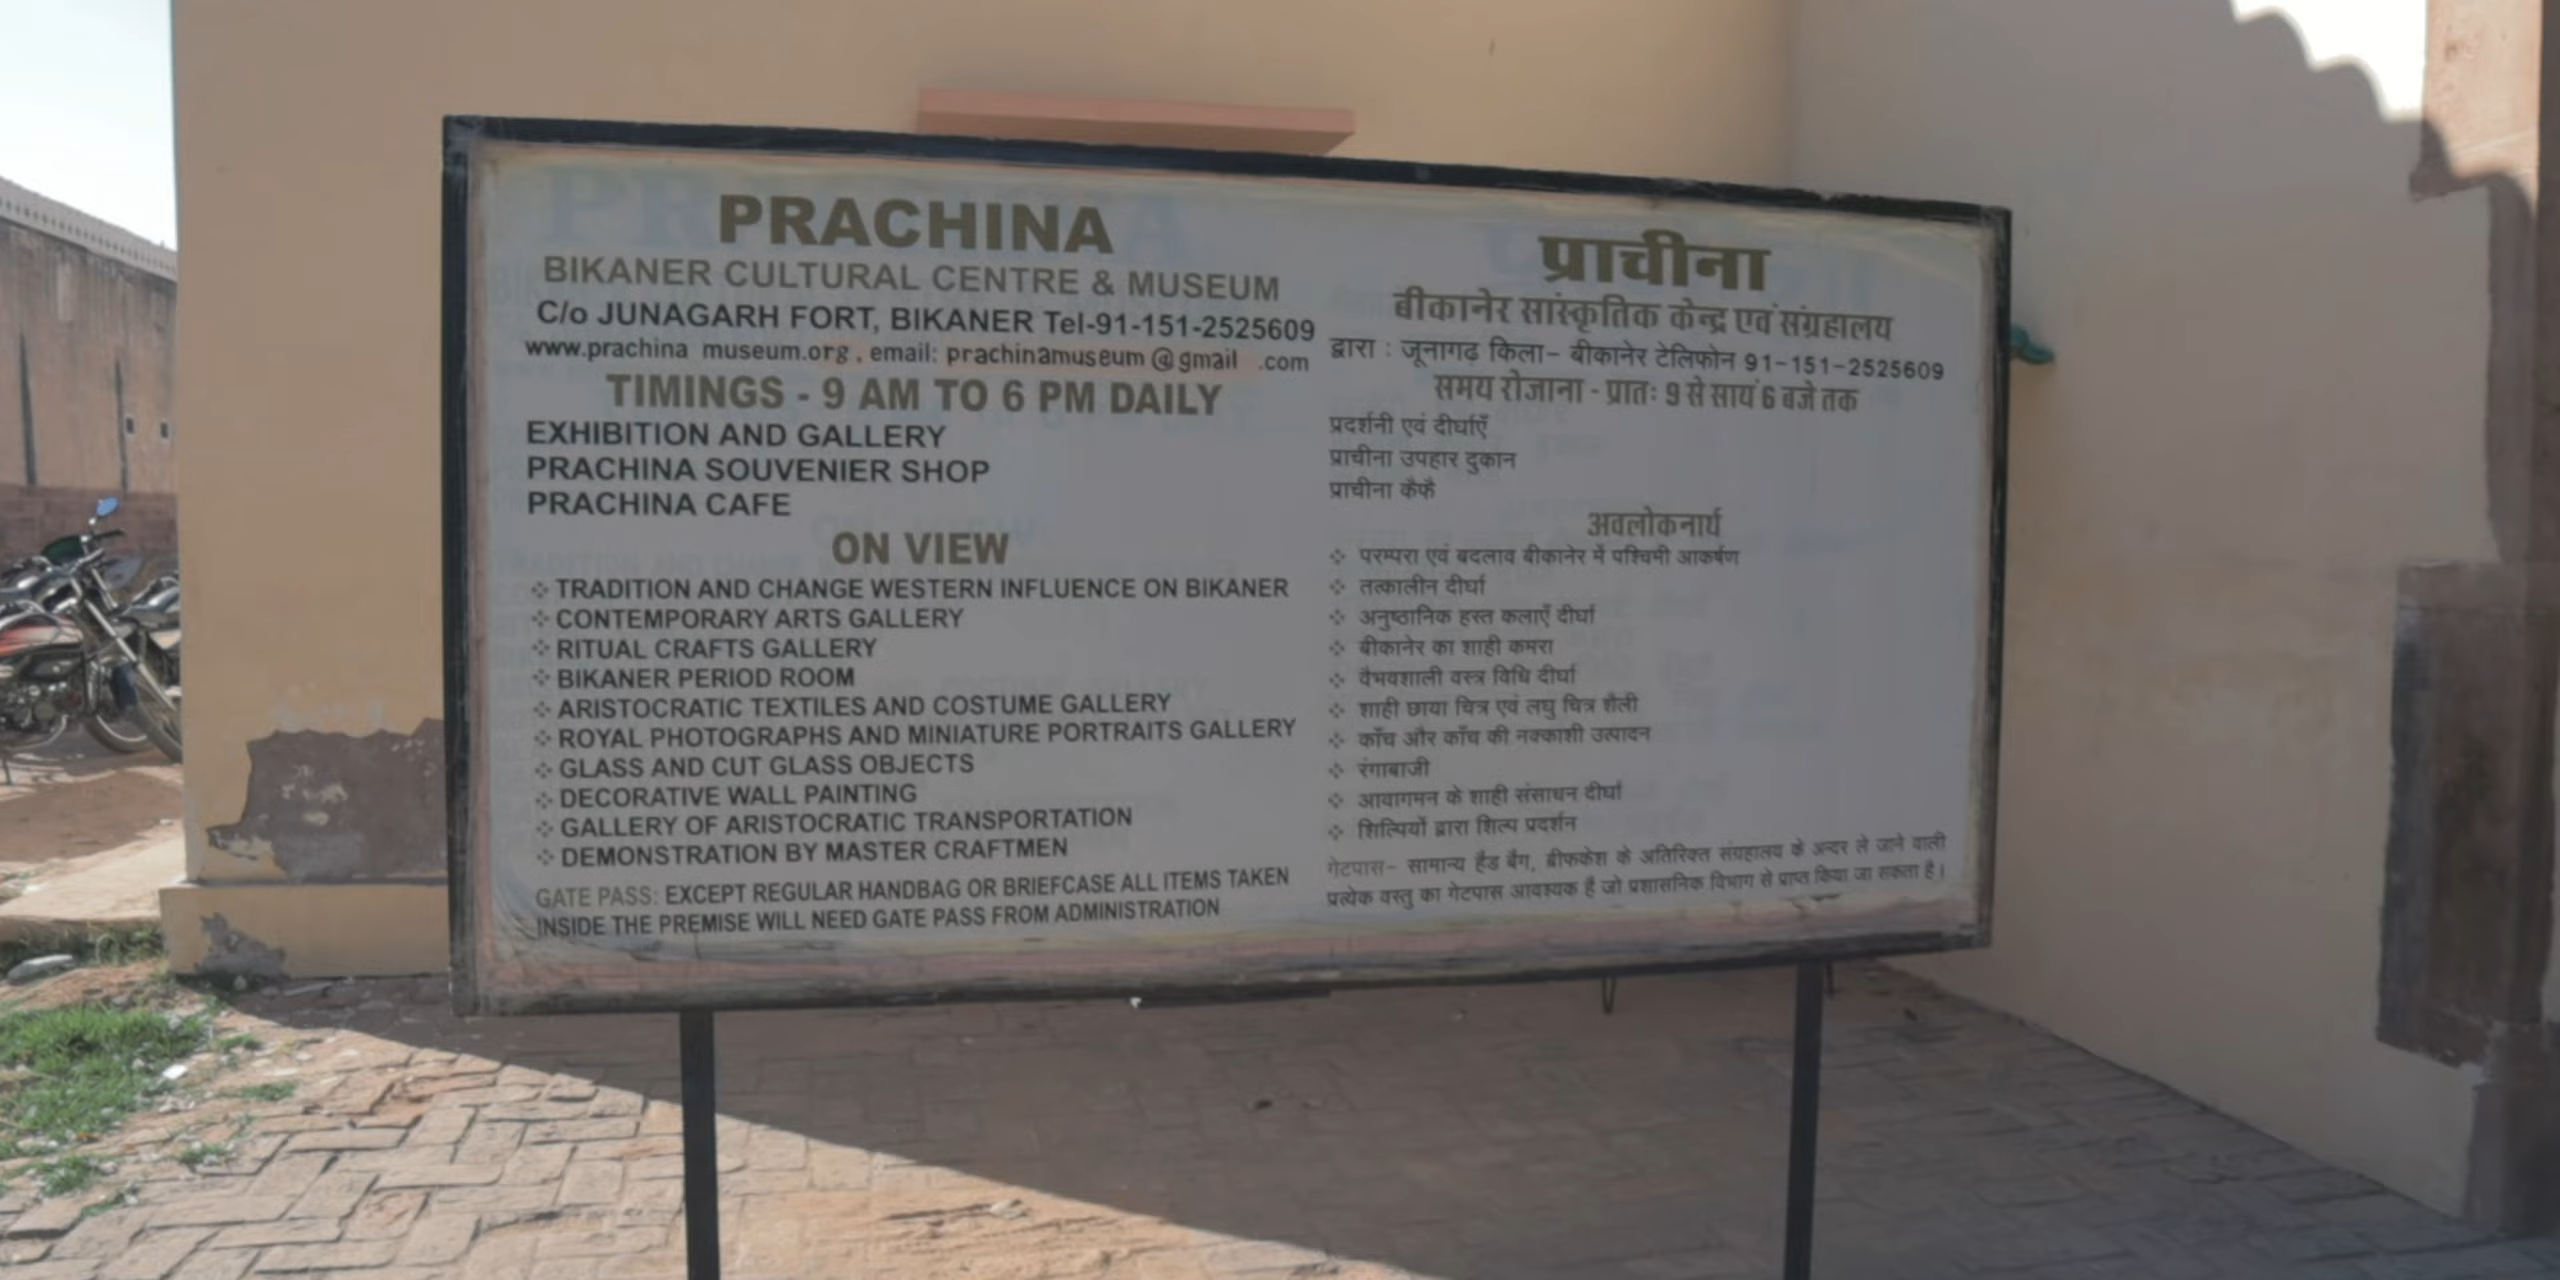 PRACHINA
BIKANER CULTURAL CENTRE & MUSEUM
C/o JUNAGARH FORT, BIKANER Tel-91-151-2525609
www.prachina museum.org . email: prachinamuseum @ gmail .com
TIMINGS - 9 AM TO 6 PM DAILY
EXHIBITION AND GALLERY
PRACHINA SOUVENIER SHOP
PRACHINA CAFE
ON VIEW
❖ TRADITION AND CHANGE WESTERN INFLUENCE ON BIKANER
❖ CONTEMPORARY ARTS GALLERY
❖ RITUAL CRAFTS GALLERY
❖ BIKANER PERIOD ROOM
❖ ARISTOCRATIC TEXTILES AND COSTUME GALLERY
❖ ROYAL PHOTOGRAPHS AND MINIATURE PORTRAITS GALLERY
❖ GLASS AND CUT GLASS OBJECTS
❖ DECORATIVE WALL PAINTING
❖ GALLERY OF ARISTOCRATIC TRANSPORTATION
❖ DEMONSTRATION BY MASTER CRAFTMEN
GATE PASS: EXCEPT REGULAR HANDBAG OR BRIEFCASE ALL ITEMS TAKEN
INSIDE THE PREMISE WILL NEED GATE PASS FROM ADMINISTRATION
प्राचीना
बीकानेर सांस्कृतिक केन्द्र एवं संग्रहालय
द्वारा : जूनागढ़ किला- बीकानेर टेलिफोन 91-151-2525609
समय रोजाना - प्रातः 9 से सायं 6 बजे तक
प्रदर्शनी एवं दीर्घाएँ
प्राचीना उपहार दुकान
प्राचीना कैफै
अवलोकनार्थ
❖ परम्परा एवं बदलाव बीकानेर में पश्चिमी आकर्षण
❖ तत्कालीन दीर्घा
❖ अनुष्ठानिक हस्त कलाएँ दीर्घा
❖ बीकानेर का शाही कमरा
❖ वैभवशाली वस्त्र विधि दीर्घा
❖ शाही छाया चित्र एवं लघु चित्र शैली
❖ काँच और काँच की नक्काशी उत्पादन
❖ रंगाबाजी
❖ आवागमन के शाही संसाधन दीर्घा
❖ शिल्पियों द्वारा शिल्प प्रदर्शन
गेटपास- सामान्य हैड बैग, ब्रीफकेश के अतिरिक्त संग्रहालय के अन्दर ले जाने वाली
प्रत्येक वस्तु का गेटपास आवश्यक है जो प्रशासनिक विभाग से प्राप्त किया जा सकता है।